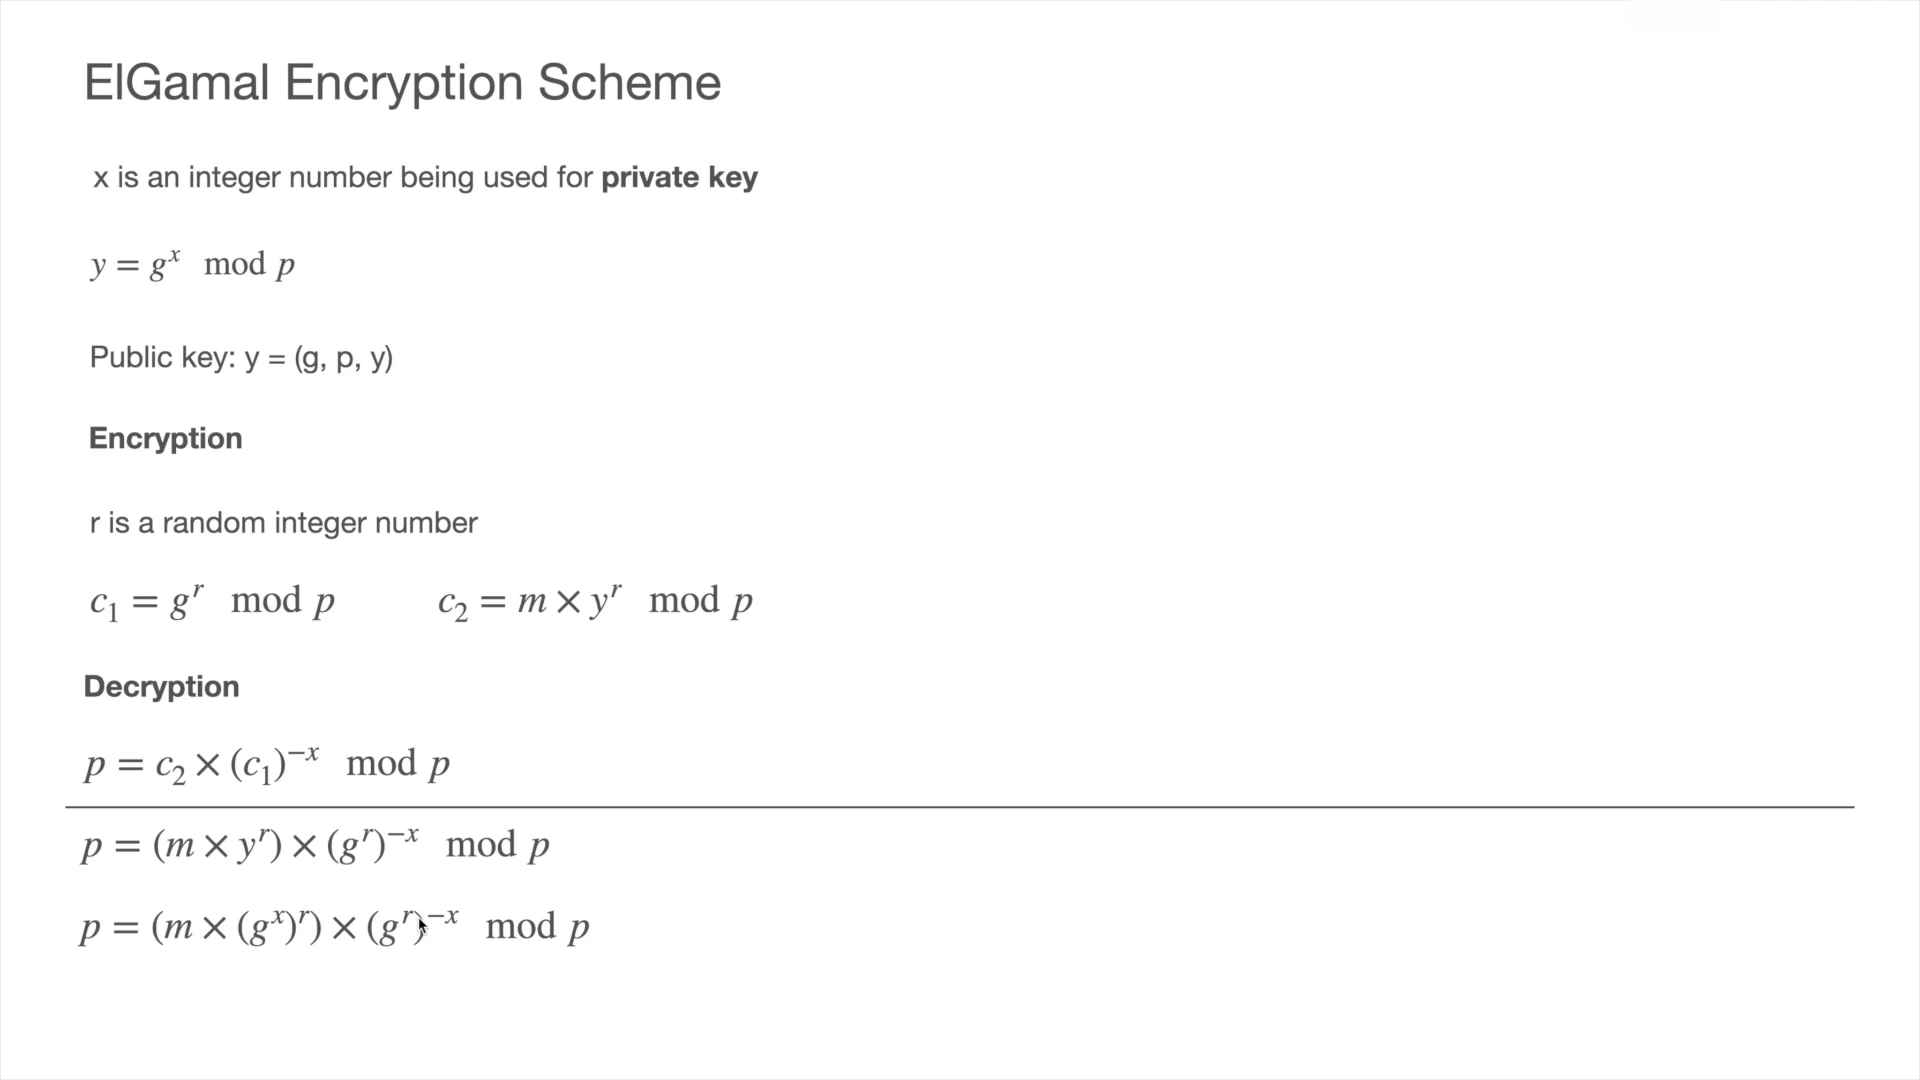 ElGamal Encryption Scheme
x is an integer number being used for private key
y = g^x mod p
Public key: y = (g, p, y)
Encryption
r is a random integer number
c_1 = g^r mod p c_2 = m × y^r mod p
Decryption
p = c_2 × (c_1)^{−x} mod p
p = (m × y^r) × (g^r)^{−x} mod p
p = (m × (g^x)^r) × (g^r)^{−x} mod p